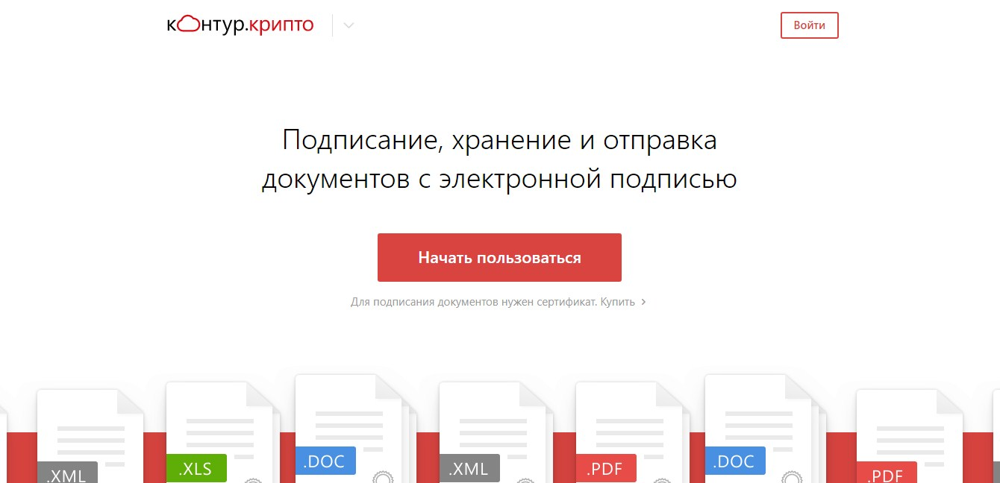 контур.крипто
Войти
Подписание, хранение и отправка
документов с электронной подписью
Начать пользоваться
Для подписания документов нужен сертификат. Купить
.XML
.XLS
.DOC
.XML
.PDF
.DOC
.PDF